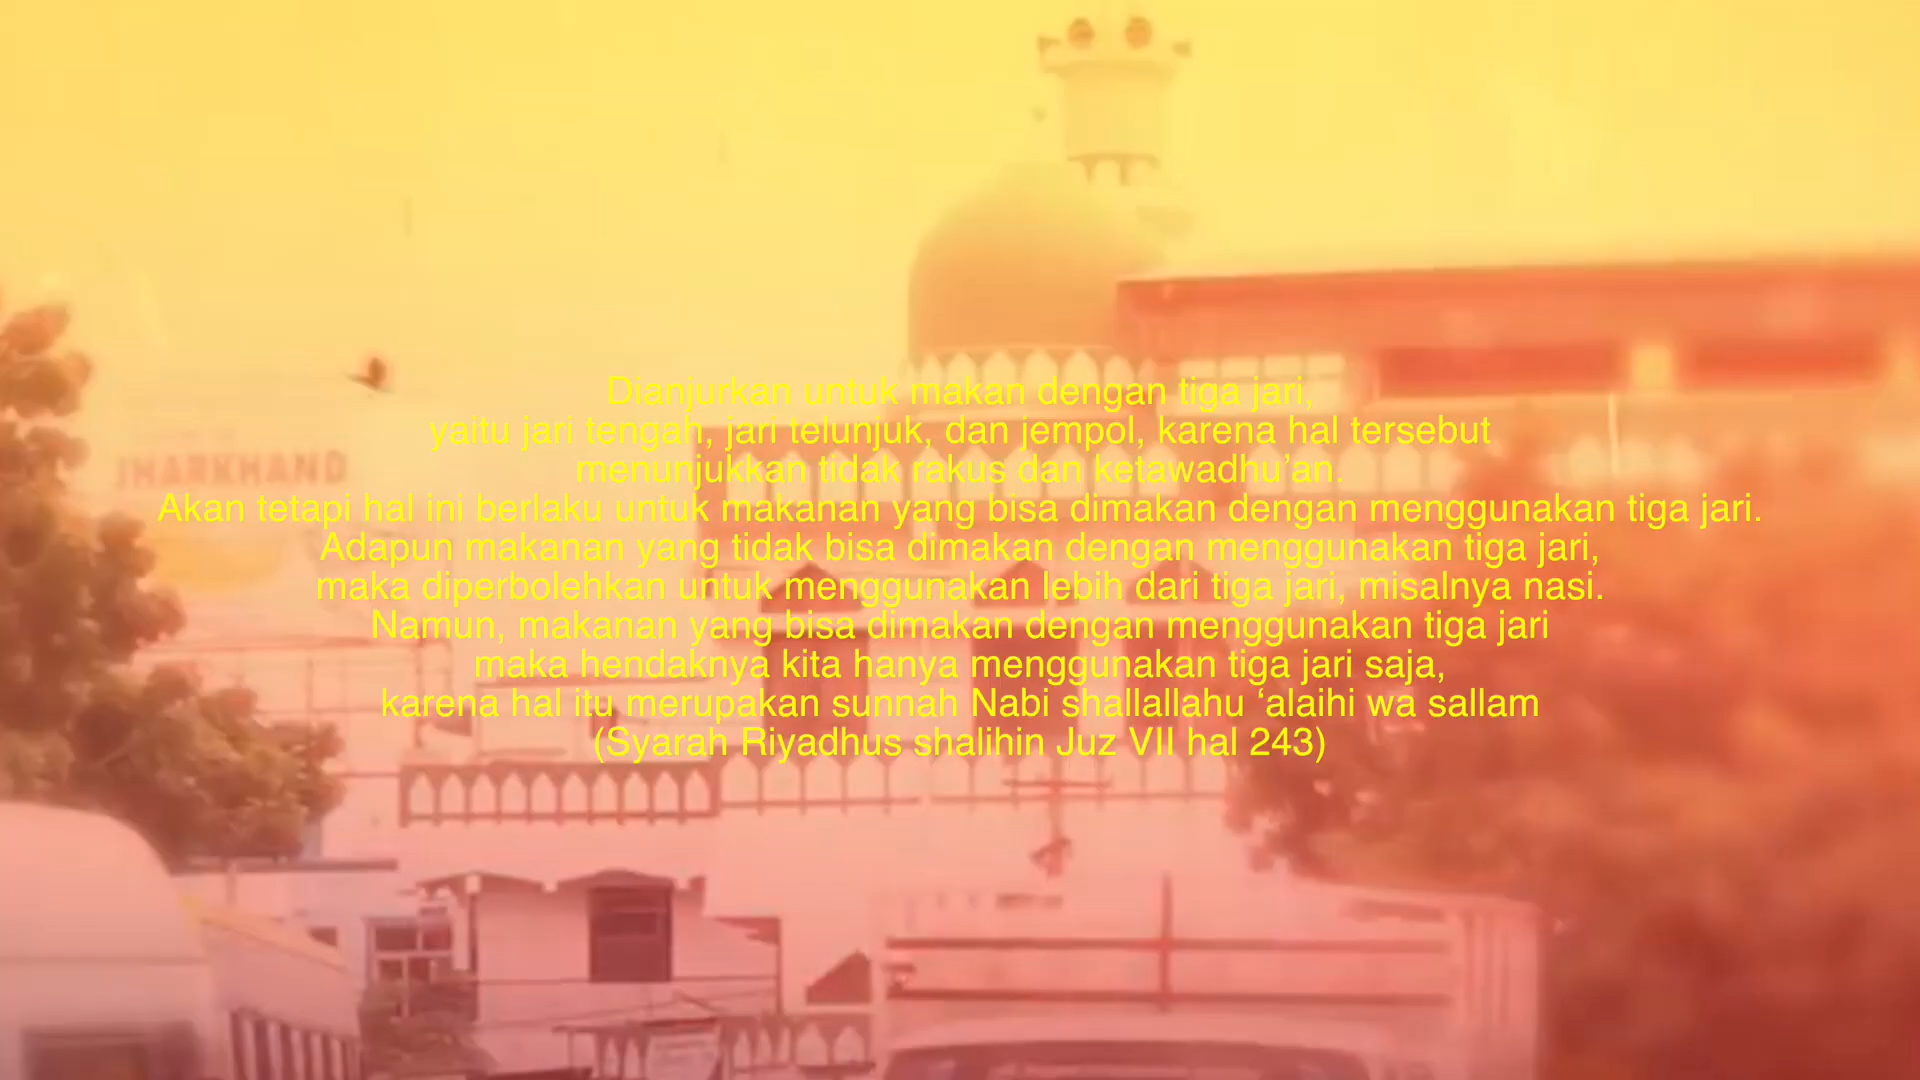 JHARKHAND
Dianjurkan untuk makan dengan tiga jari,
yaitu jari tengah, jari telunjuk, dan jempol, karena hal tersebut
menunjukkan tidak rakus dan ketawadhu’an.
Akan tetapi hal ini berlaku untuk makanan yang bisa dimakan dengan menggunakan tiga jari.
Adapun makanan yang tidak bisa dimakan dengan menggunakan tiga jari,
maka diperbolehkan untuk menggunakan lebih dari tiga jari, misalnya nasi.
Namun, makanan yang bisa dimakan dengan menggunakan tiga jari
maka hendaknya kita hanya menggunakan tiga jari saja,
karena hal itu merupakan sunnah Nabi shallallahu ‘alaihi wa sallam
(Syarah Riyadhus shalihin Juz VII hal 243)